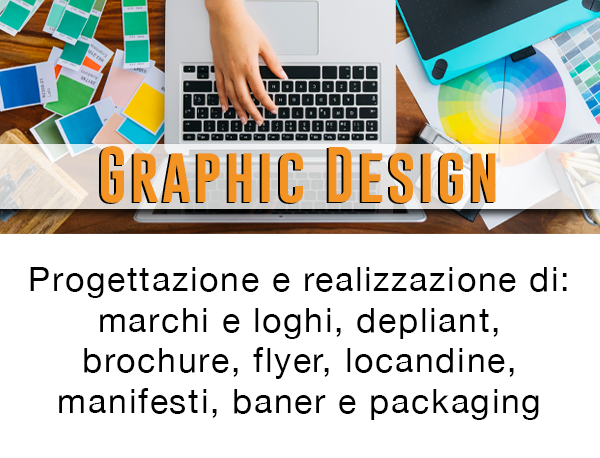 Graphic Design
Progettazione e realizzazione di:
marchi e loghi, depliant,
brochure, flyer, locandine,
manifesti, baner e packaging